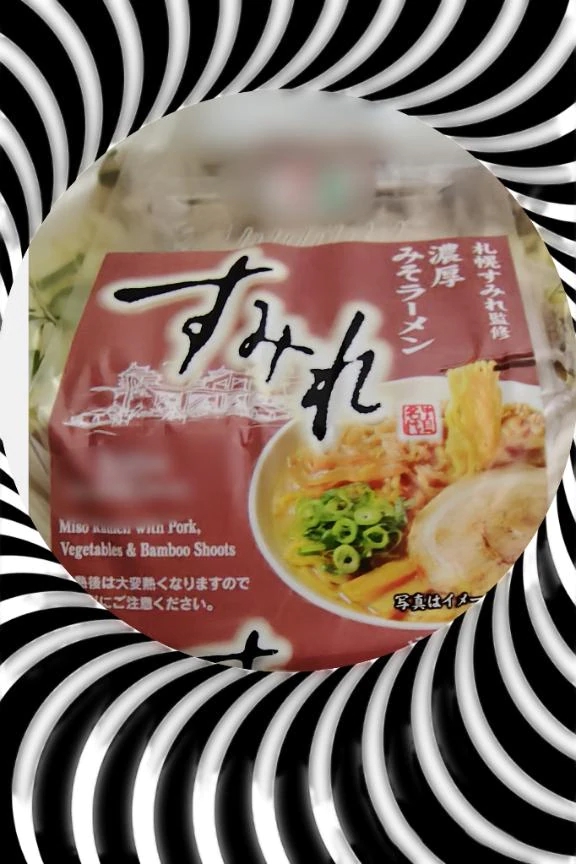 札幌すみれ監修
濃厚
みそラーメン
すみれ
Miso Ramen with Pork,
Vegetables & Bamboo Shoots
熱後は大変熱くなりますので
にご注意ください。
写真はイメー